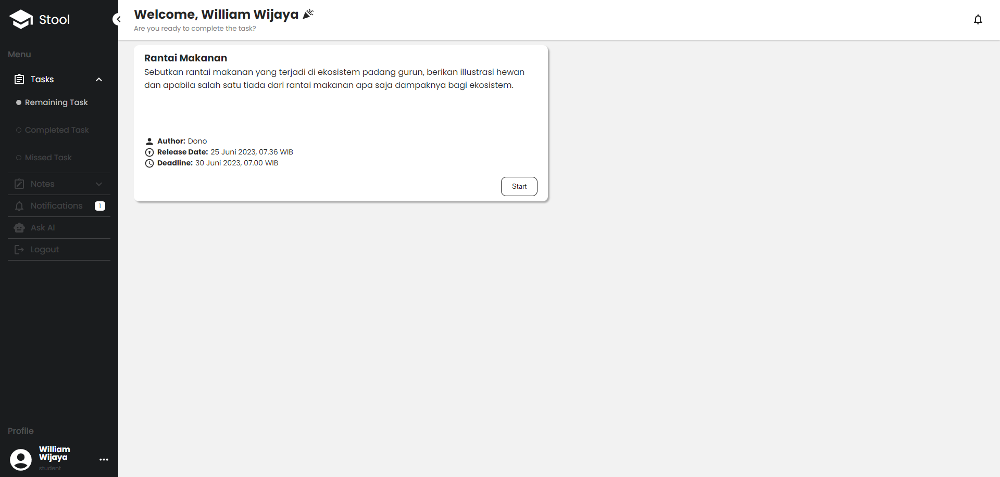 Stool
Menu
Tasks
Remaining Task
Completed Task
Missed Task
Notes
Notifications 1
Ask AI
Logout
Profile
William
Wijaya
student
Welcome, William Wijaya
Are you ready to complete the task?
Rantai Makanan
Sebutkan rantai makanan yang terjadi di ekosistem padang gurun, berikan illustrasi hewan
dan apabila salah satu tiada dari rantai makanan apa saja dampaknya bagi ekosistem.
Author: Dono
Release Date: 25 Juni 2023, 07.36 WIB
Deadline: 30 Juni 2023, 07.00 WIB
Start